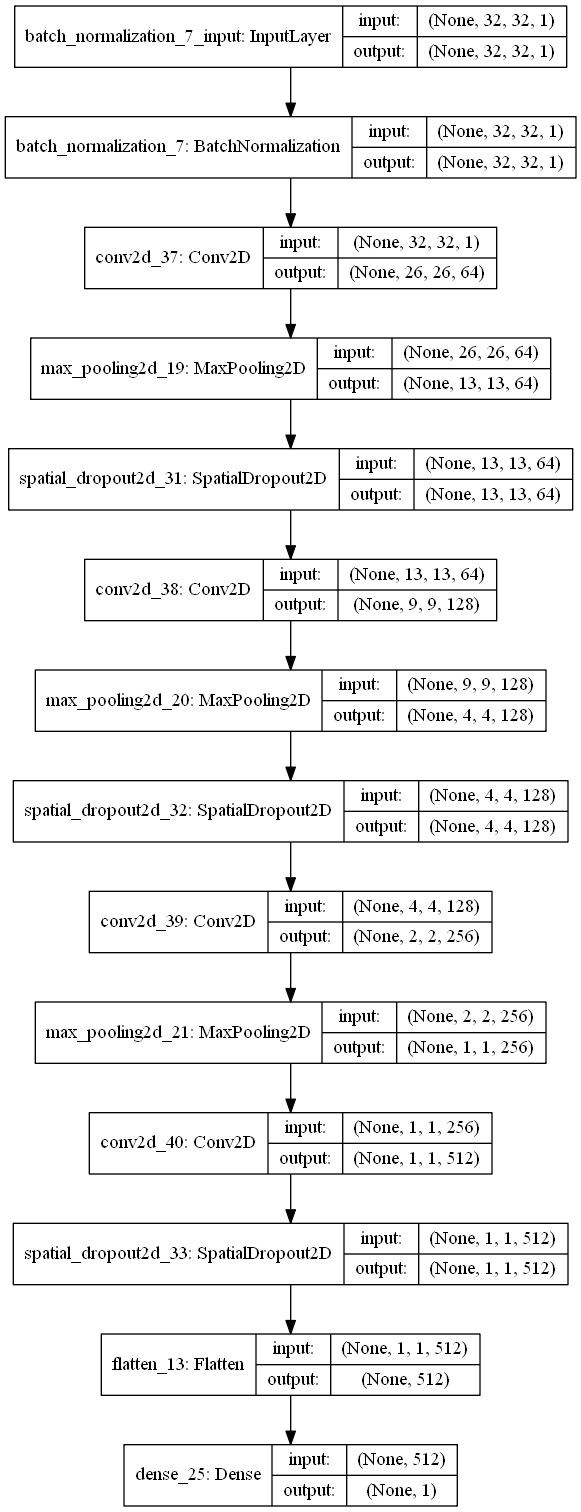 batch_normalization_7_input: InputLayer
input: (None, 32, 32, 1)
output: (None, 32, 32, 1)
batch_normalization_7: BatchNormalization
input: (None, 32, 32, 1)
output: (None, 32, 32, 1)
conv2d_37: Conv2D
input: (None, 32, 32, 1)
output: (None, 26, 26, 64)
max_pooling2d_19: MaxPooling2D
input: (None, 26, 26, 64)
output: (None, 13, 13, 64)
spatial_dropout2d_31: SpatialDropout2D
input: (None, 13, 13, 64)
output: (None, 13, 13, 64)
conv2d_38: Conv2D
input: (None, 13, 13, 64)
output: (None, 9, 9, 128)
max_pooling2d_20: MaxPooling2D
input: (None, 9, 9, 128)
output: (None, 4, 4, 128)
spatial_dropout2d_32: SpatialDropout2D
input: (None, 4, 4, 128)
output: (None, 4, 4, 128)
conv2d_39: Conv2D
input: (None, 4, 4, 128)
output: (None, 2, 2, 256)
max_pooling2d_21: MaxPooling2D
input: (None, 2, 2, 256)
output: (None, 1, 1, 256)
conv2d_40: Conv2D
input: (None, 1, 1, 256)
output: (None, 1, 1, 512)
spatial_dropout2d_33: SpatialDropout2D
input: (None, 1, 1, 512)
output: (None, 1, 1, 512)
flatten_13: Flatten
input: (None, 1, 1, 512)
output: (None, 512)
dense_25: Dense
input: (None, 512)
output: (None, 1)